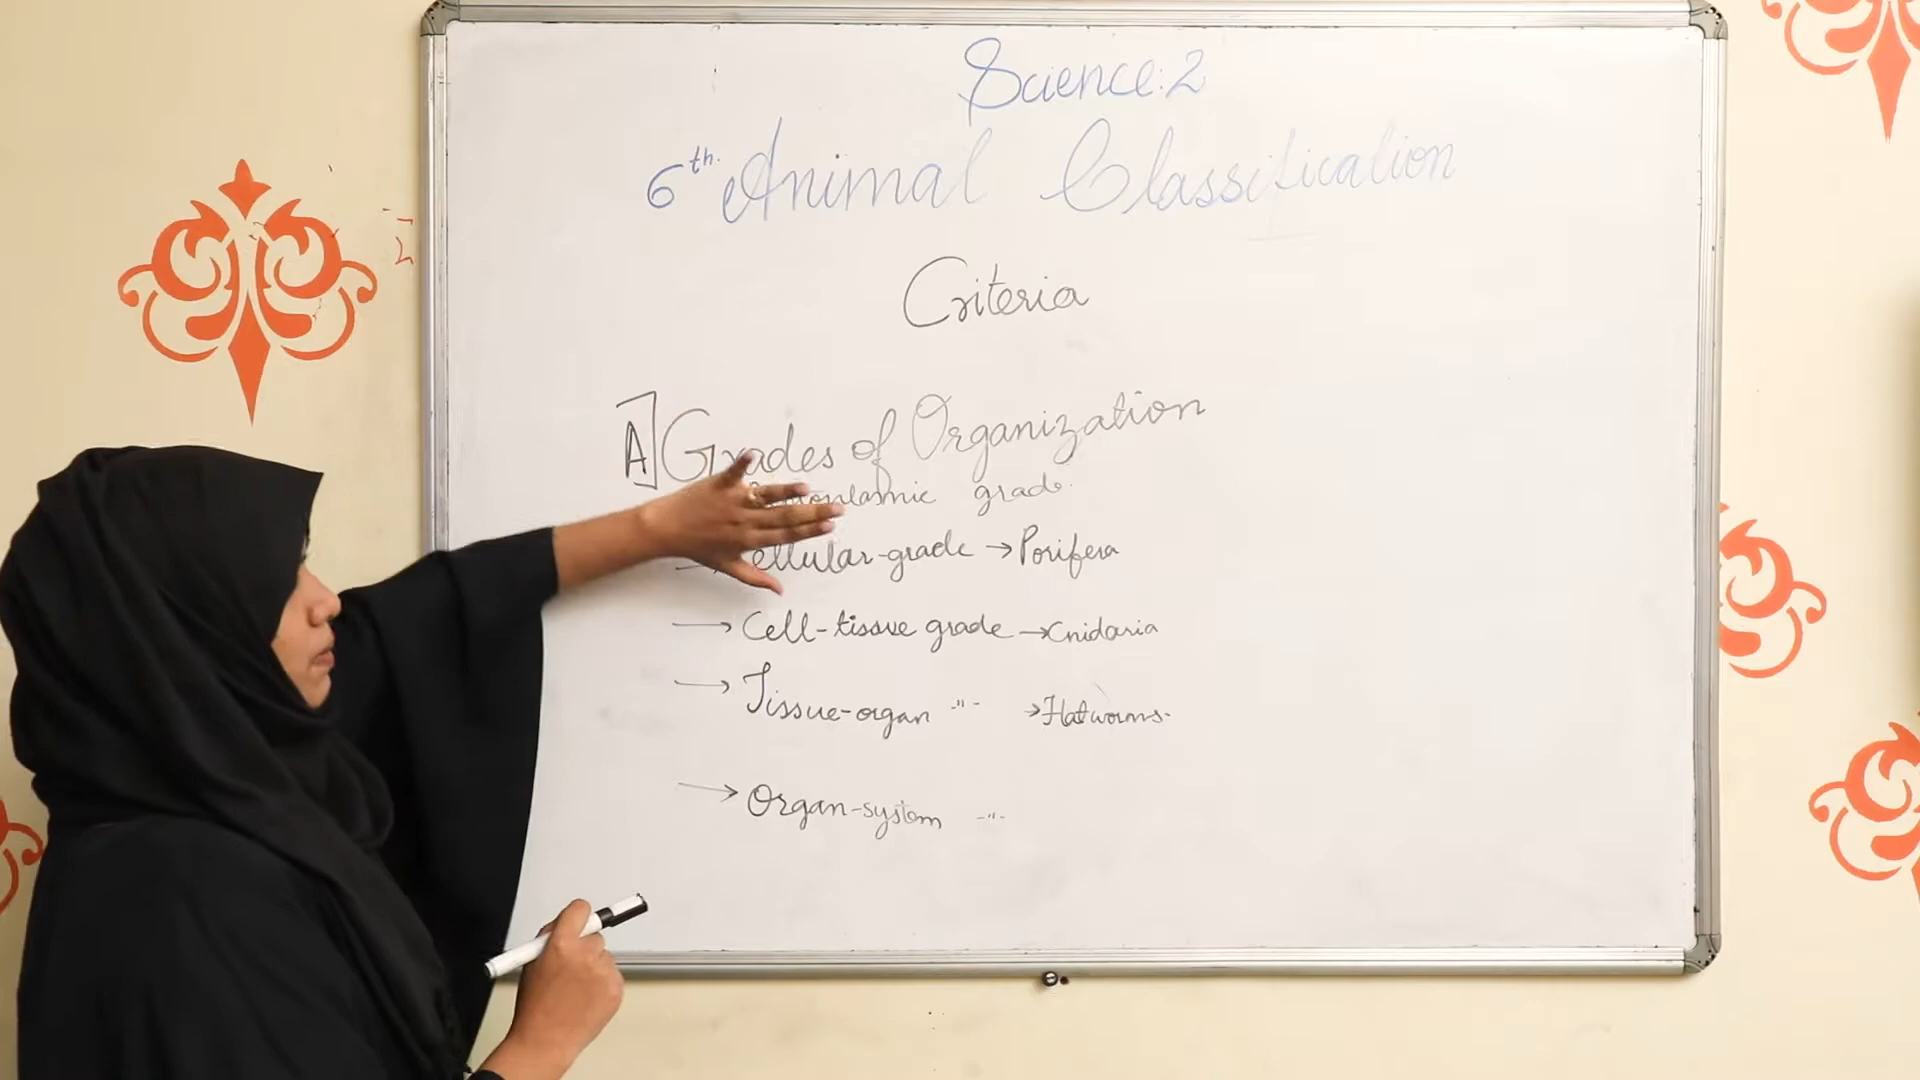 Science:2
6th. Animal Classification
Criteria
A] Grades of Organization
grade.
ellular-grade → Porifera
→ Cell-tissue grade → Cnidaria
→ Tissue-organ -"- → Flatworms.
→ Organ-system -"-